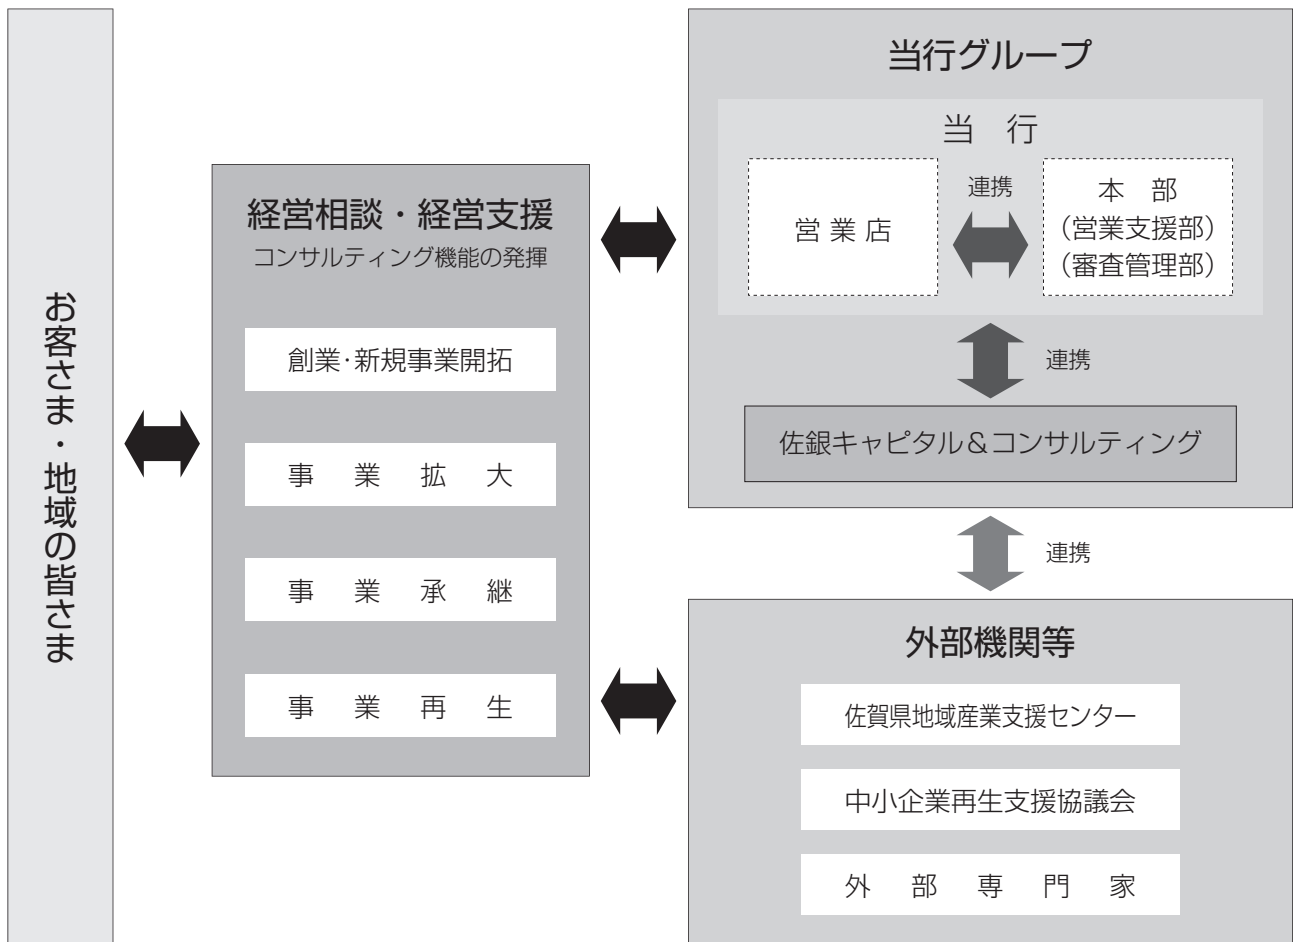 お客さま・地域の皆さま
経営相談・経営支援
コンサルティング機能の発揮
創業・新規事業開拓
事業拡大
事業承継
事業再生
当行グループ
当行
営業店
連携
本部
(営業支援部)
(審査管理部)
連携
佐銀キャピタル&コンサルティング
連携
外部機関等
佐賀県地域産業支援センター
中小企業再生支援協議会
外部専門家